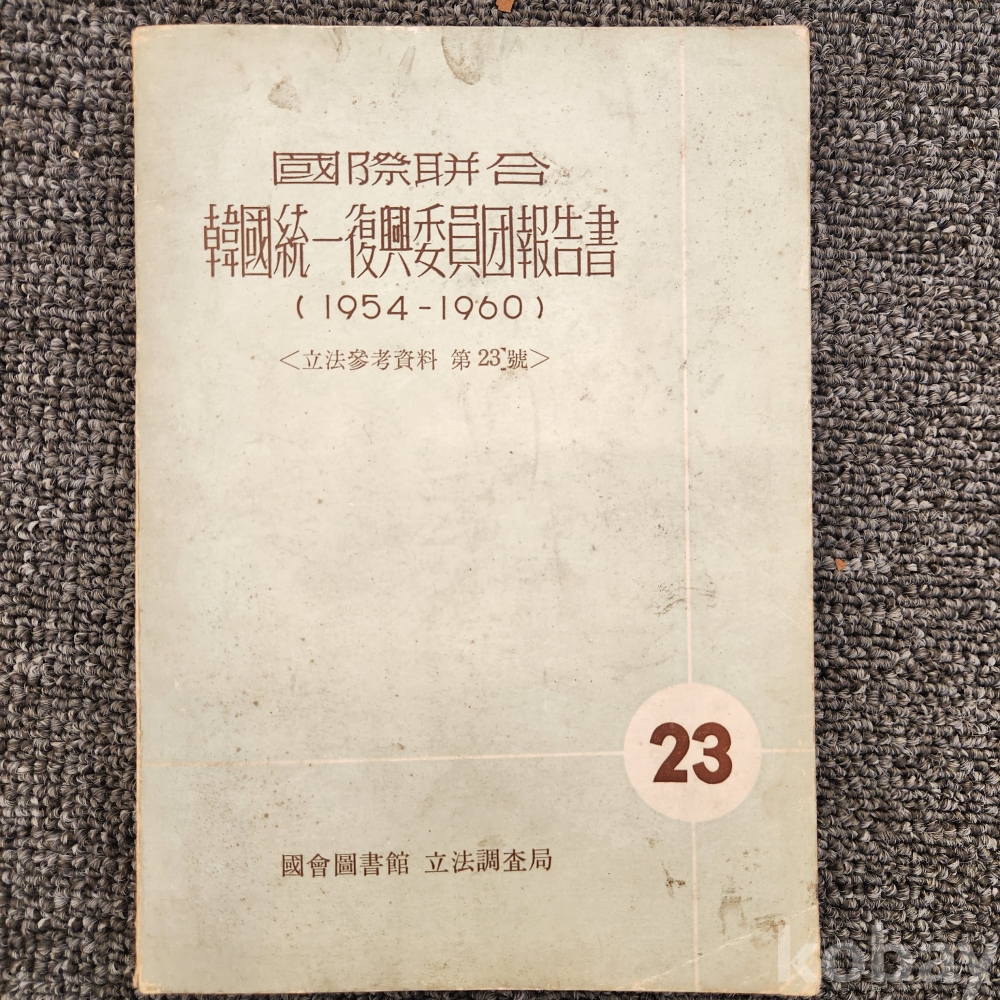 國際聯合
韓國統一復興委員団報告書
(1954-1960)
<立法參考資料 第23號>
23
國會圖書館 立法調査局
kobay